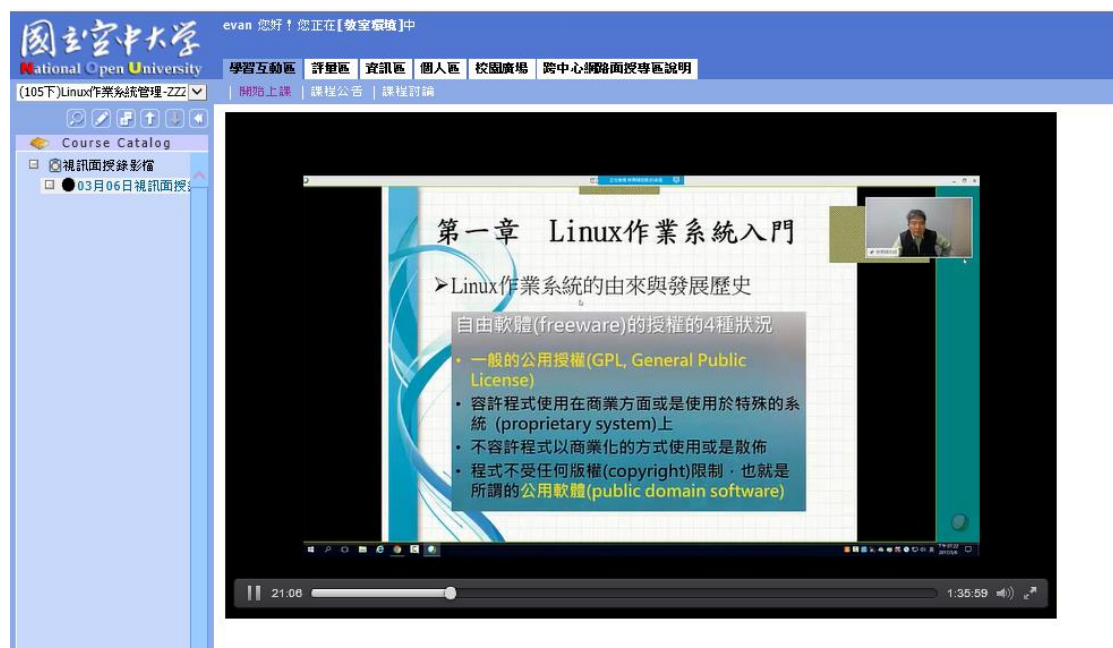 國立空中大学
National Open University
evan 您好！您正在[教室環境]中
學習互動區 評量區 資訊區 個人區 校園廣場 跨中心網路面授專區說明
(105下)Linux作業系統管理-ZZZ
| 開始上課 | 課程公告 | 課程討論
Course Catalog
視訊面授錄影檔
03月06日視訊面授
第一章 Linux作業系統入門
➢Linux作業系統的由來與發展歷史
自由軟體(freeware)的授權的4種狀況
• 一般的公用授權(GPL, General Public
License)
• 容許程式使用在商業方面或是使用於特殊的系
統 (proprietary system)上
• 不容許程式以商業化的方式使用或是散佈
• 程式不受任何版權(copyright)限制，也就是
所謂的公用軟體(public domain software)
21:06
1:35:59